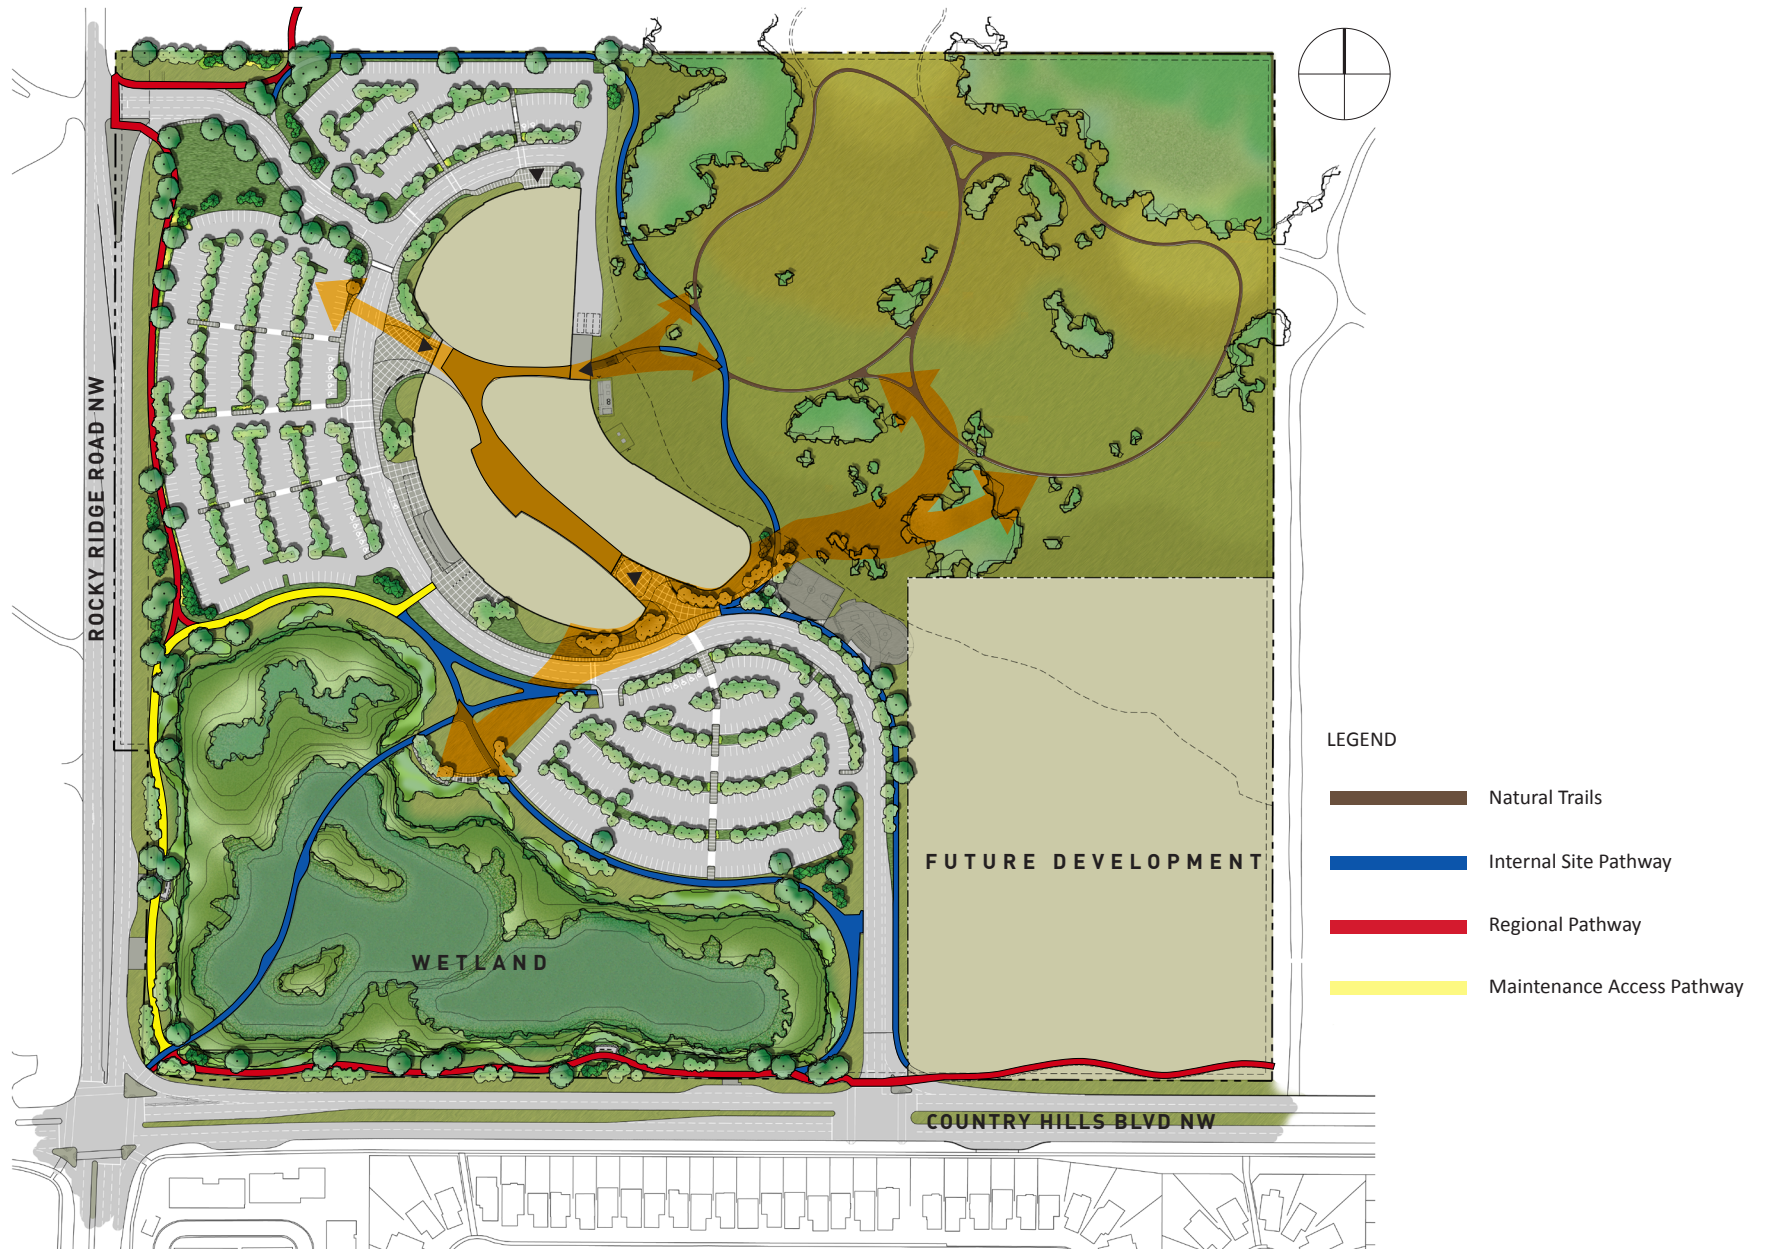 ROCKY RIDGE ROAD NW
LEGEND
Natural Trails
FUTURE DEVELOPMENT
Internal Site Pathway
Regional Pathway
WETLAND
Maintenance Access Pathway
COUNTRY HILLS BLVD NW